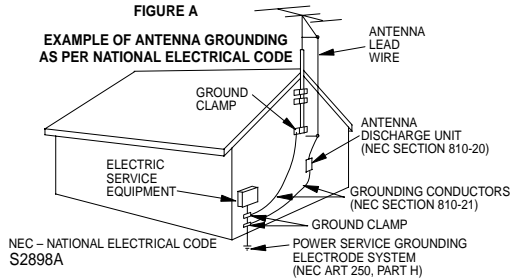 FIGURE A
EXAMPLE OF ANTENNA GROUNDING
AS PER NATIONAL ELECTRICAL CODE
ANTENNA
LEAD
WIRE
GROUND
CLAMP
ANTENNA
DISCHARGE UNIT
(NEC SECTION 810-20)
ELECTRIC
SERVICE
EQUIPMENT
GROUNDING CONDUCTORS
(NEC SECTION 810-21)
GROUND CLAMP
POWER SERVICE GROUNDING
ELECTRODE SYSTEM
(NEC ART 250, PART H)
NEC – NATIONAL ELECTRICAL CODE
S2898A